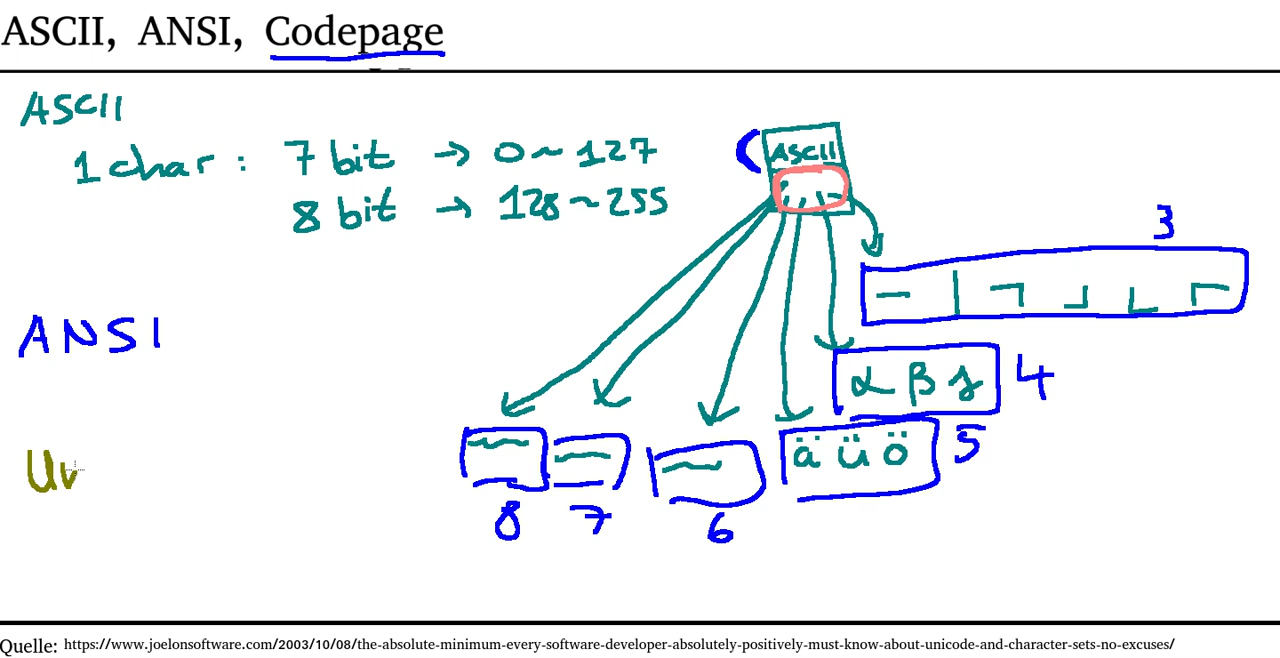 ASCII, ANSI, Codepage
ASCII
1 char : 7 bit → 0 ~ 127
8 bit → 128 ~ 255
ASCII
3
ANSI
α β γ 4
ä ü ö 5
Un
8 7 6
Quelle: https://www.joelonsoftware.com/2003/10/08/the-absolute-minimum-every-software-developer-absolutely-positively-must-know-about-unicode-and-character-sets-no-excuses/